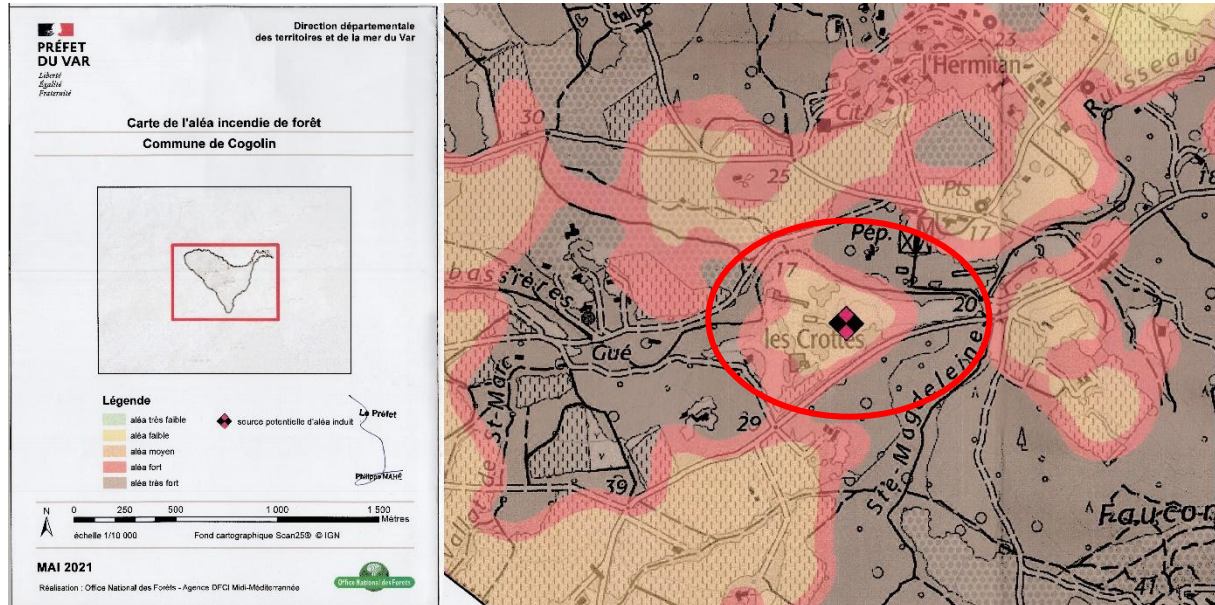 PRÉFET
DU VAR
Liberté
Égalité
Fraternité
Direction départementale
des territoires et de la mer du Var
Carte de l'aléa incendie de forêt
Commune de Cogolin
Légende
aléa très faible
aléa faible
aléa moyen
aléa fort
aléa très fort
source potentielle d'aléa induit
Le Préfet
Philippe MAHÉ
N
0 250 500 1 000 1 500
Mètres
échelle 1/10 000
Fond cartographique Scan25® © IGN
MAI 2021
Réalisation : Office National des Forêts - Agence DFCI Midi-Méditerranée
Office National des Forêts
23
l'Hermitan
Ruisseau
30
Cit.
25
Pts
18
17
Pép.
17
bassières
20
les Crottes
Gué
St-Marc
29
Ste-Magdeleine
39
Faucon
41